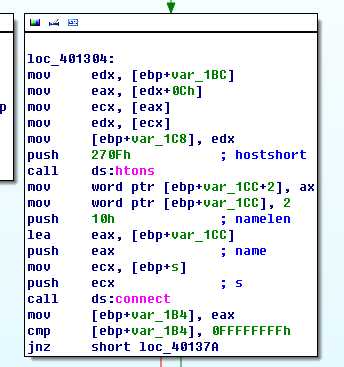 loc_401304:
mov edx, [ebp+var_1BC]
mov eax, [edx+0Ch]
mov ecx, [eax]
mov edx, [ecx]
mov [ebp+var_1C8], edx
push 270Fh ; hostshort
call ds:htons
mov word ptr [ebp+var_1CC+2], ax
mov word ptr [ebp+var_1CC], 2
push 10h ; namelen
lea eax, [ebp+var_1CC]
push eax ; name
mov ecx, [ebp+s]
push ecx ; s
call ds:connect
mov [ebp+var_1B4], eax
cmp [ebp+var_1B4], 0FFFFFFFFh
jnz short loc_40137A
p